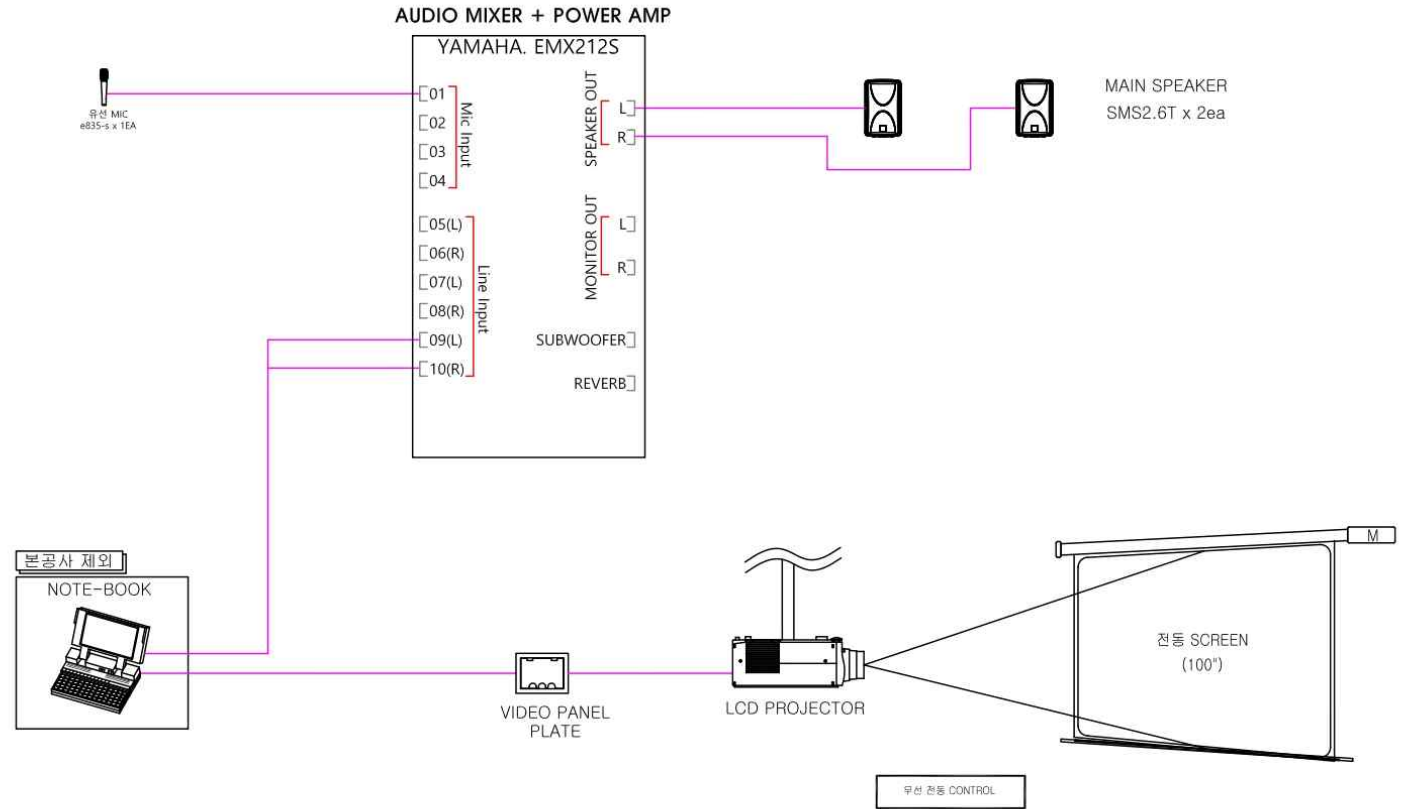 AUDIO MIXER + POWER AMP
YAMAHA. EMX212S
유선 MIC
e835-s x 1EA
01
02
03
04
Mic Input
05(L)
06(R)
07(L)
08(R)
09(L)
10(R)
Line Input
SPEAKER OUT
L
R
MONITOR OUT
L
R
SUBWOOFER
REVERB
MAIN SPEAKER
SMS2.6T x 2ea
본공사 제외
NOTE-BOOK
VIDEO PANEL
PLATE
LCD PROJECTOR
M
전동 SCREEN
(100")
무선 전동 CONTROL